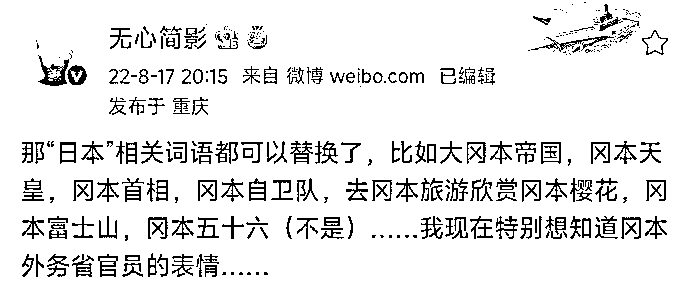 无心简影
22-8-17 20:15 来自 微博 weibo.com 已编辑
发布于 重庆
那“日本”相关词语都可以替换了，比如大冈本帝国，冈本天
皇，冈本首相，冈本自卫队，去冈本旅游欣赏冈本樱花，冈
本富士山，冈本五十六（不是）……我现在特别想知道冈本
外务省官员的表情……